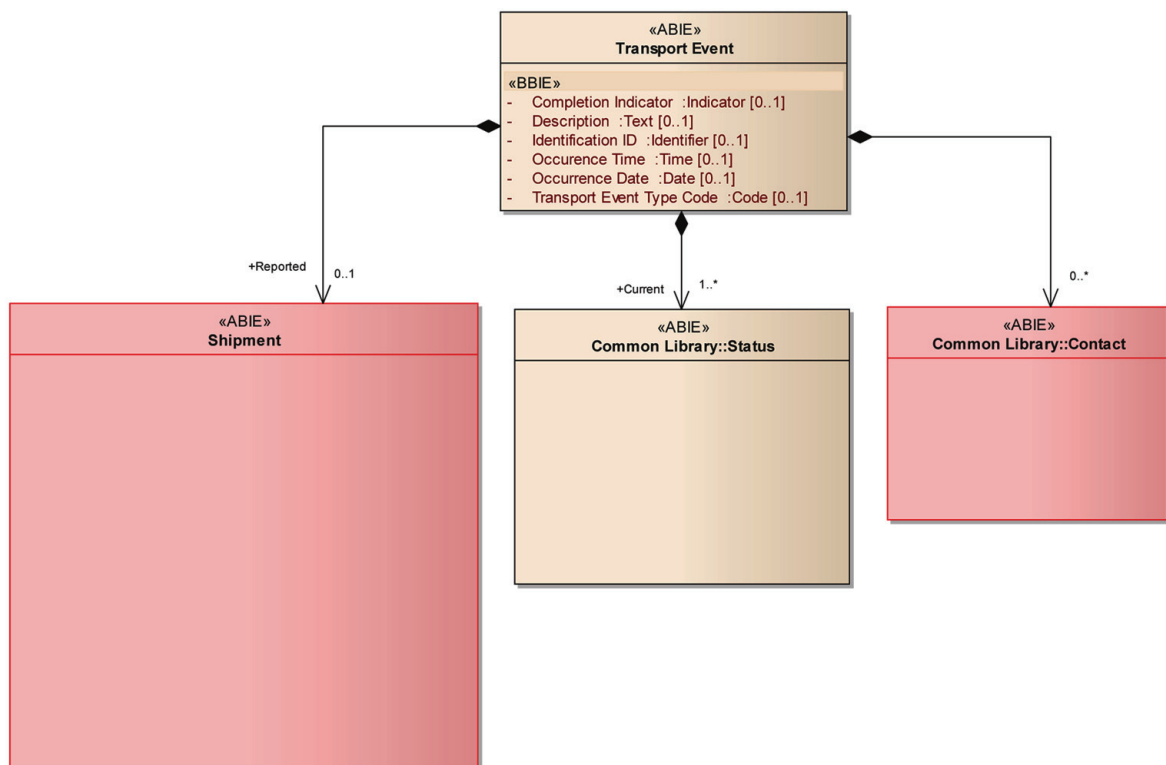 «ABIE»
Transport Event
«BBIE»
- Completion Indicator :Indicator [0..1]
- Description :Text [0..1]
- Identification ID :Identifier [0..1]
- Occurence Time :Time [0..1]
- Occurrence Date :Date [0..1]
- Transport Event Type Code :Code [0..1]
+Reported
0..1
+Current
1..*
0..*
«ABIE»
Shipment
«ABIE»
Common Library::Status
«ABIE»
Common Library::Contact